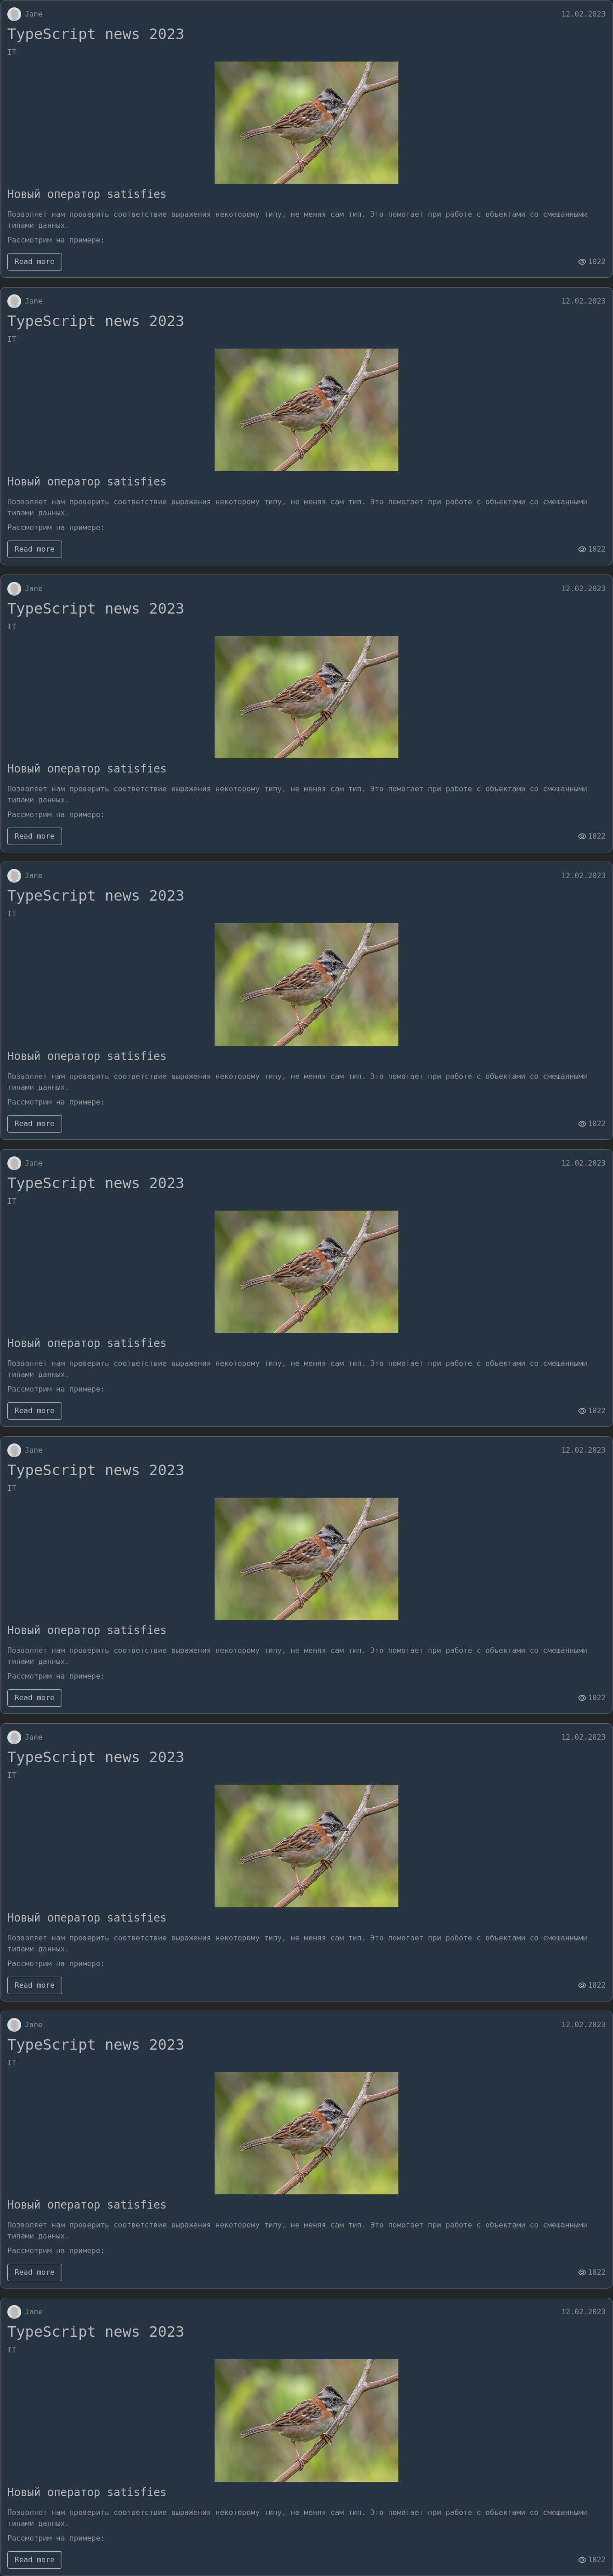 Jane 12.02.2023
TypeScript news 2023
IT
Новый оператор satisfies
Позволяет нам проверить соответствие выражения некоторому типу, не меняя сам тип. Это помогает при работе с объектами со смешанными
типами данных.
Рассмотрим на примере:
Read more 1022
Jane 12.02.2023
TypeScript news 2023
IT
Новый оператор satisfies
Позволяет нам проверить соответствие выражения некоторому типу, не меняя сам тип. Это помогает при работе с объектами со смешанными
типами данных.
Рассмотрим на примере:
Read more 1022
Jane 12.02.2023
TypeScript news 2023
IT
Новый оператор satisfies
Позволяет нам проверить соответствие выражения некоторому типу, не меняя сам тип. Это помогает при работе с объектами со смешанными
типами данных.
Рассмотрим на примере:
Read more 1022
Jane 12.02.2023
TypeScript news 2023
IT
Новый оператор satisfies
Позволяет нам проверить соответствие выражения некоторому типу, не меняя сам тип. Это помогает при работе с объектами со смешанными
типами данных.
Рассмотрим на примере:
Read more 1022
Jane 12.02.2023
TypeScript news 2023
IT
Новый оператор satisfies
Позволяет нам проверить соответствие выражения некоторому типу, не меняя сам тип. Это помогает при работе с объектами со смешанными
типами данных.
Рассмотрим на примере:
Read more 1022
Jane 12.02.2023
TypeScript news 2023
IT
Новый оператор satisfies
Позволяет нам проверить соответствие выражения некоторому типу, не меняя сам тип. Это помогает при работе с объектами со смешанными
типами данных.
Рассмотрим на примере:
Read more 1022
Jane 12.02.2023
TypeScript news 2023
IT
Новый оператор satisfies
Позволяет нам проверить соответствие выражения некоторому типу, не меняя сам тип. Это помогает при работе с объектами со смешанными
типами данных.
Рассмотрим на примере:
Read more 1022
Jane 12.02.2023
TypeScript news 2023
IT
Новый оператор satisfies
Позволяет нам проверить соответствие выражения некоторому типу, не меняя сам тип. Это помогает при работе с объектами со смешанными
типами данных.
Рассмотрим на примере:
Read more 1022
Jane 12.02.2023
TypeScript news 2023
IT
Новый оператор satisfies
Позволяет нам проверить соответствие выражения некоторому типу, не меняя сам тип. Это помогает при работе с объектами со смешанными
типами данных.
Рассмотрим на примере:
Read more 1022